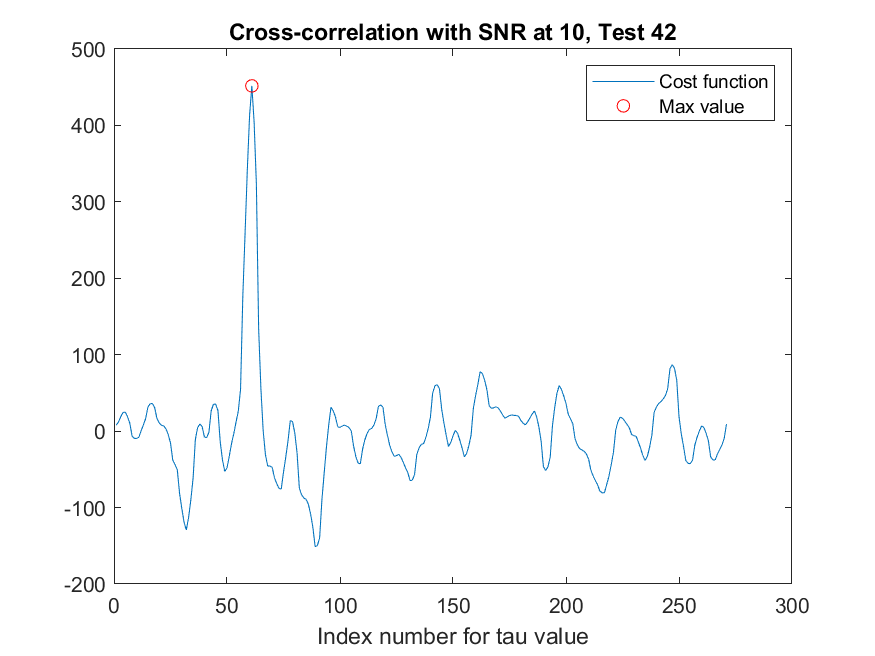 Cross-correlation with SNR at 10, Test 42
500
400
300
200
100
0
-100
-200
Cost function
Max value
0 50 100 150 200 250 300
Index number for tau value